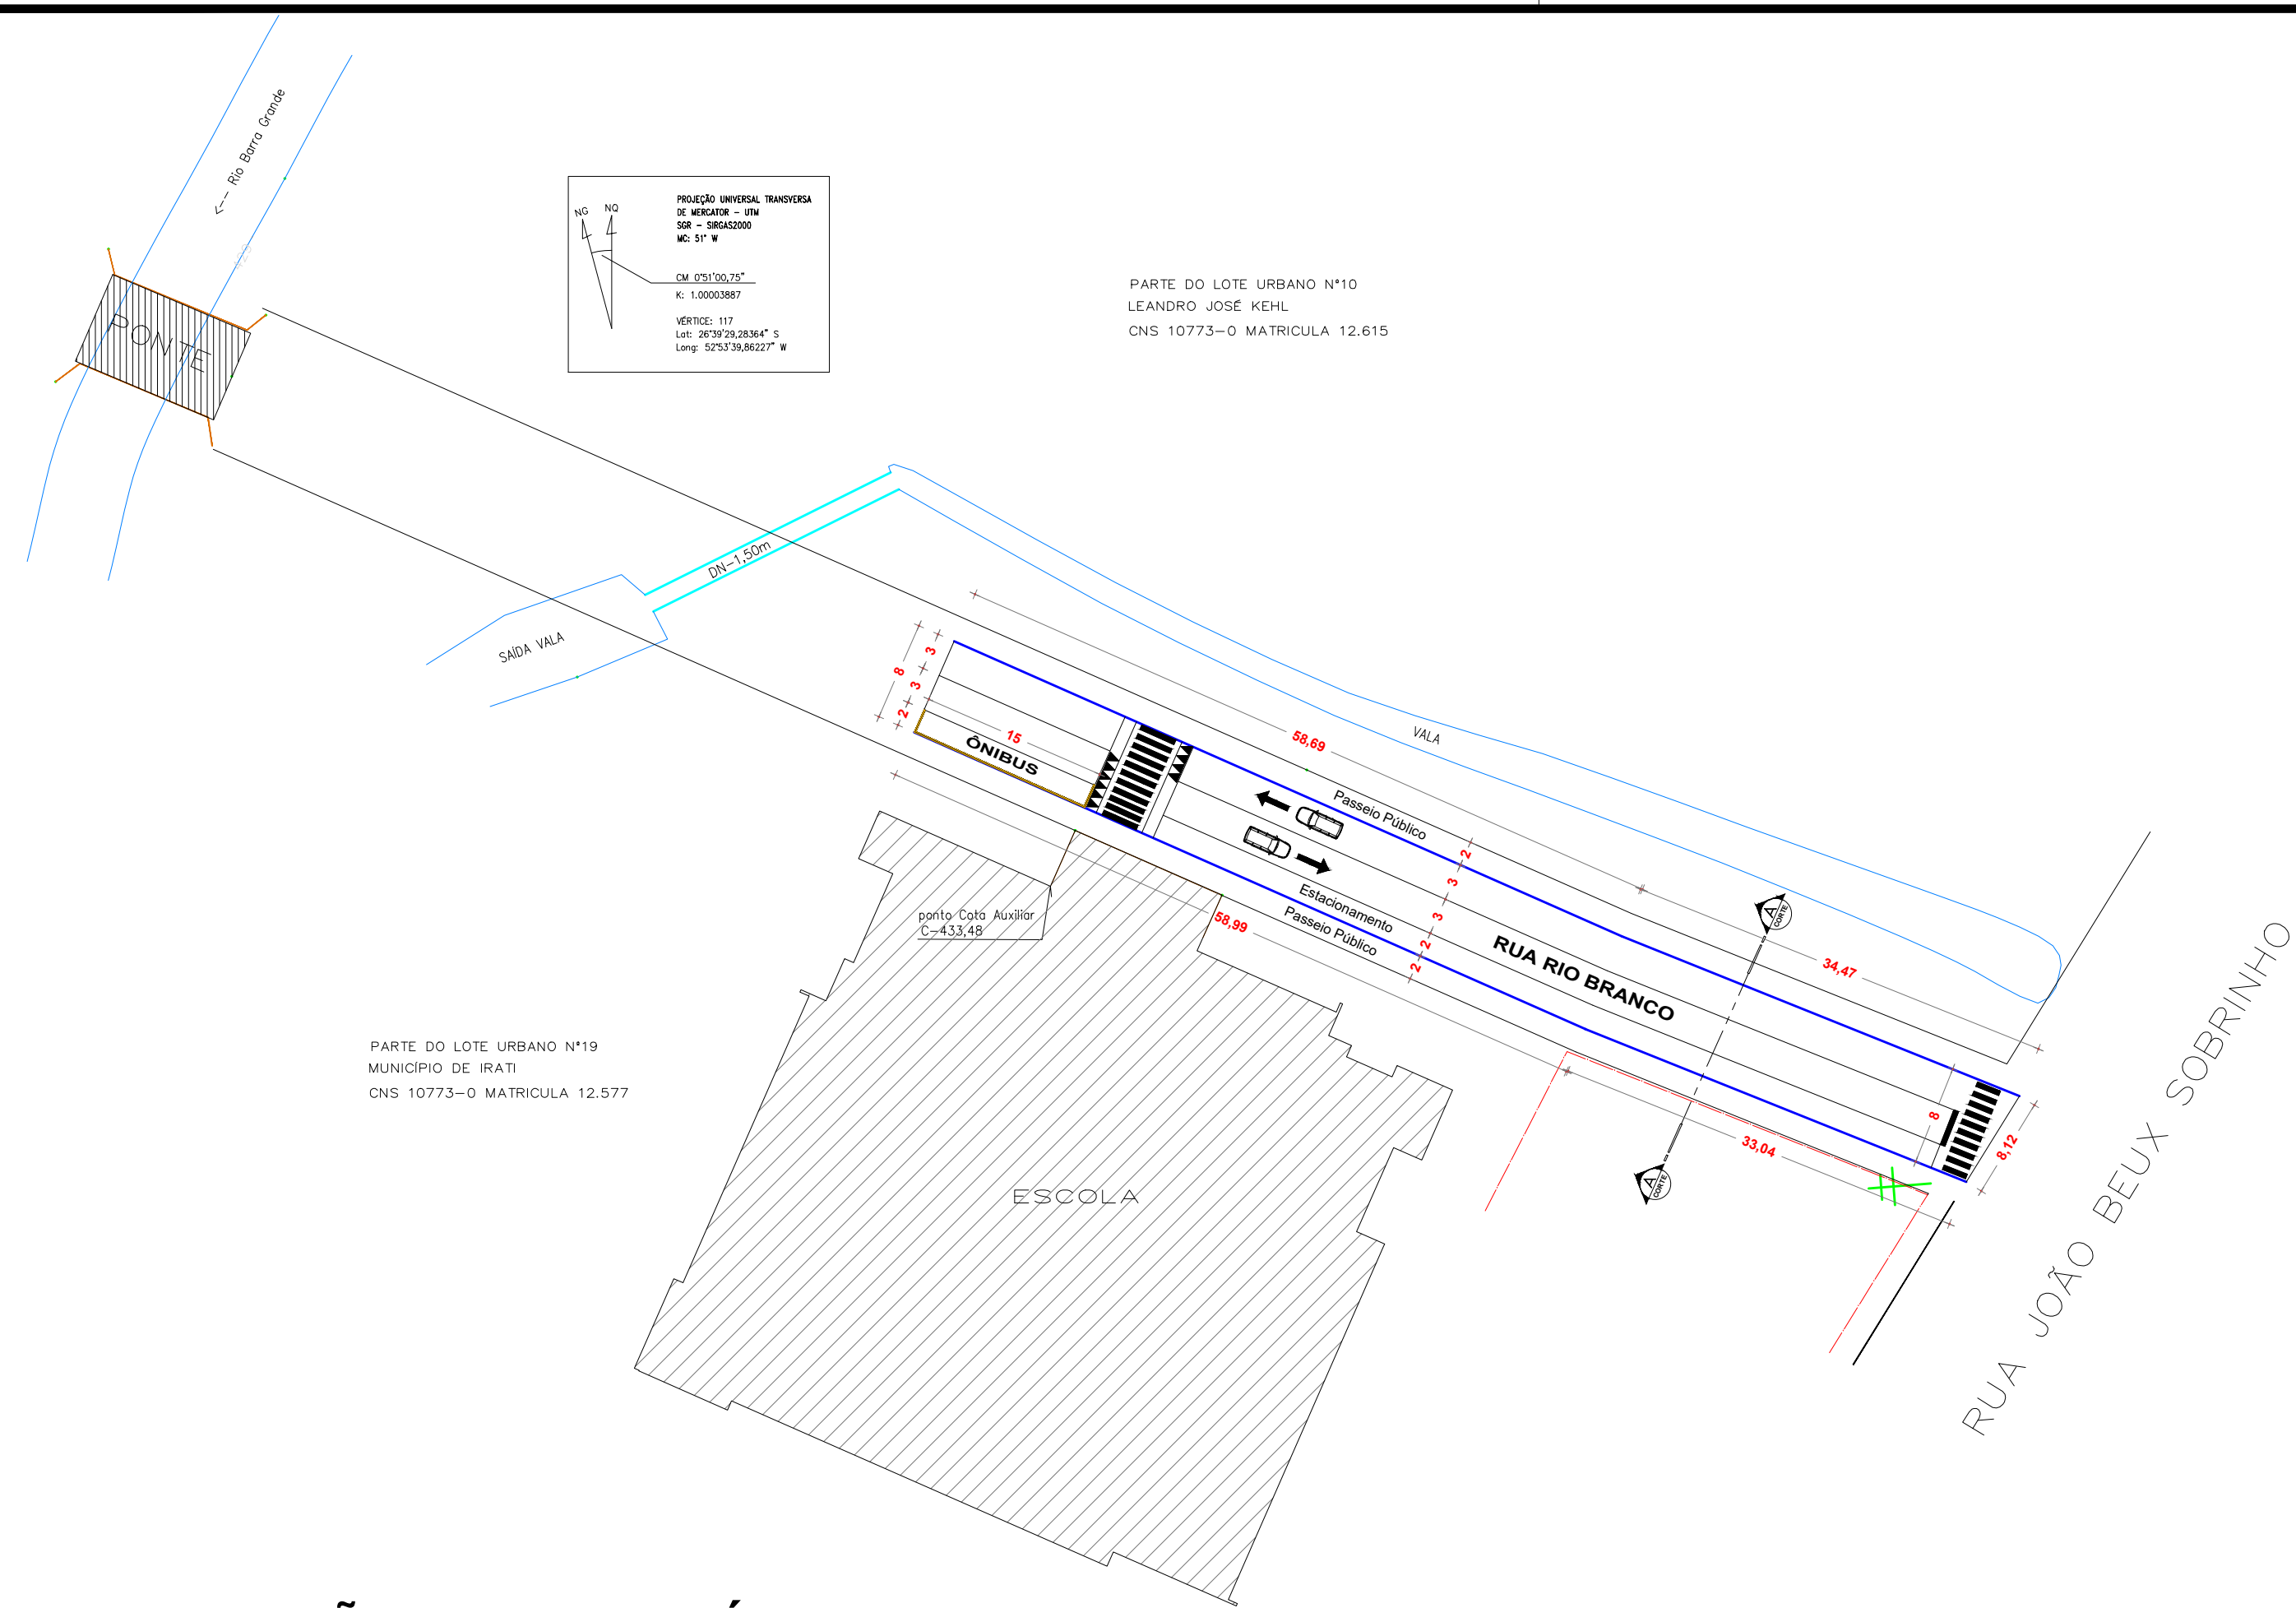 <--- Rio Barra Grande
PONTE
NG
NQ
PROJEÇÃO UNIVERSAL TRANSVERSA
DE MERCATOR - UTM
SGR - SIRGAS2000
MC: 51° W
CM 0°51'00,75"
K: 1.00003887
VÉRTICE: 117
Lat: 26°39'29,28364" S
Long: 52°53'39,86227" W
PARTE DO LOTE URBANO N°10
LEANDRO JOSÉ KEHL
CNS 10773-0 MATRICULA 12.615
DN-1,50m
SAÍDA VALA
VALA
8
3
3
2
15
ÔNIBUS
58,69
Passeio Público
Estacionamento
Passeio Público
2
3
3
2
2
58,99
RUA RIO BRANCO
A
CORTE
34,47
A
CORTE
33,04
8
8,12
ponto Cota Auxiliar
C-433,48
PARTE DO LOTE URBANO N°19
MUNICÍPIO DE IRATI
CNS 10773-0 MATRICULA 12.577
ESCOLA
RUA JOÃO BEUX SOBRINHO